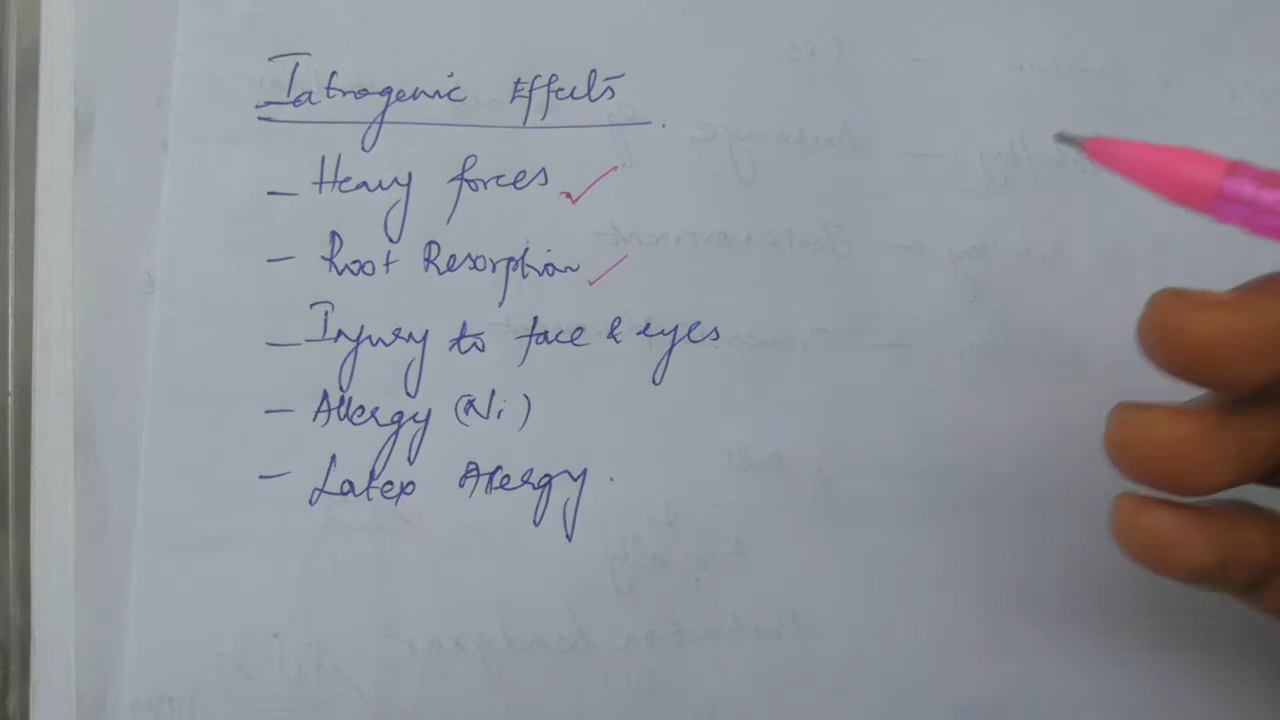 Iatrogenic Effects
- Heavy forces ✓
- Root Resorption ✓
- Injury to face & eyes
- Allergy (Ni)
- Latex Allergy.